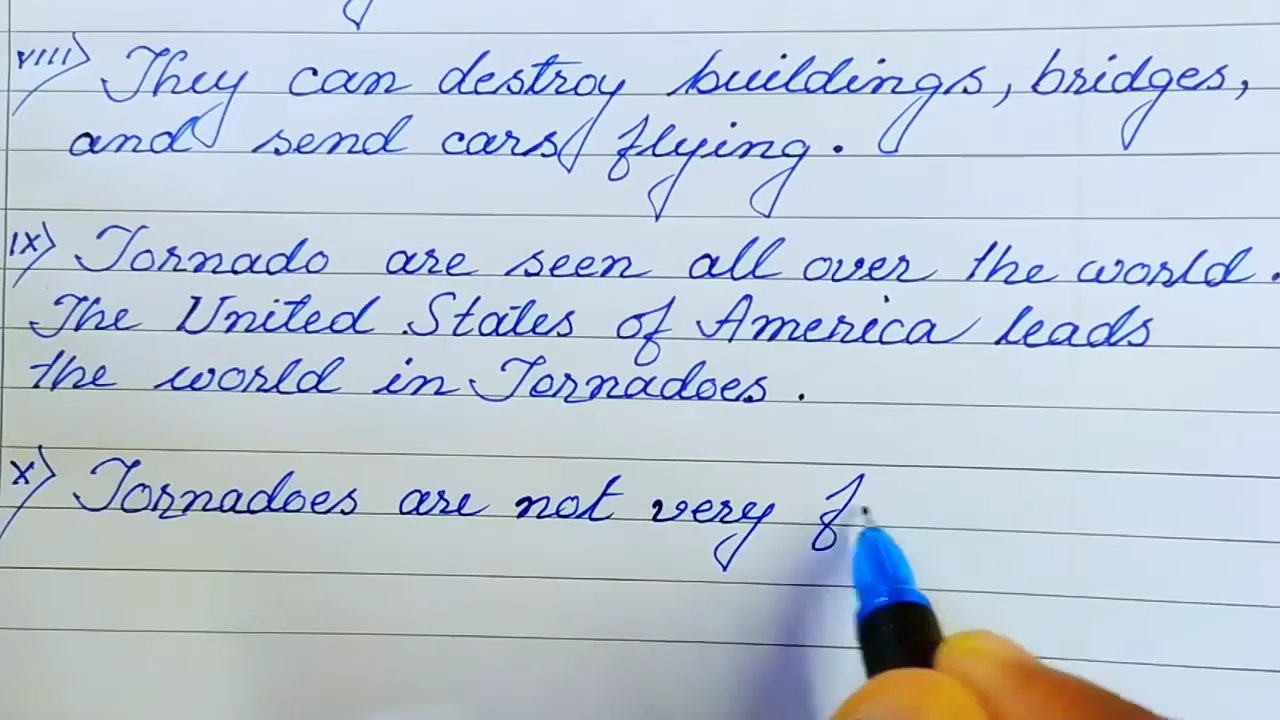 viii) They can destroy buildings, bridges,
and send cars flying.
ix) Tornado are seen all over the world.
The United States of America leads
the world in Tornadoes.
x) Tornadoes are not very f